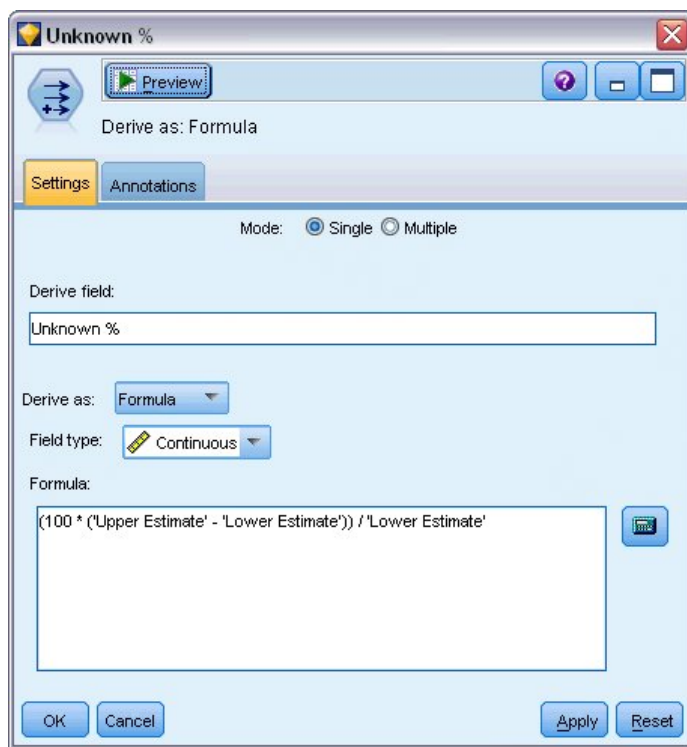 Unknown %
Preview
Derive as: Formula
Settings Annotations
Mode: Single Multiple
Derive field:
Unknown %
Derive as: Formula
Field type: Continuous
Formula:
(100 * ('Upper Estimate' - 'Lower Estimate')) / 'Lower Estimate'
OK Cancel Apply Reset